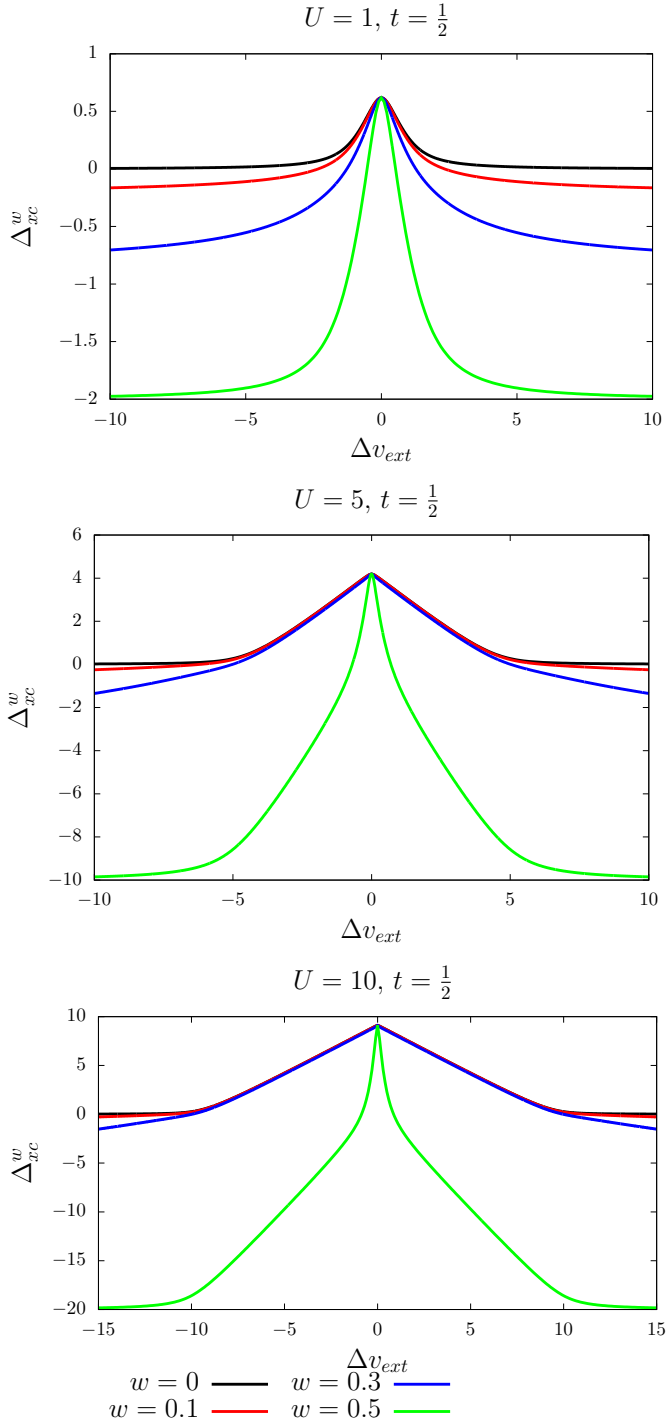 U = 1, t = 1/2
1
0.5
0
−0.5
−1
−1.5
−2
Δ^w_xc
−10 −5 0 5 10
Δv_ext
U = 5, t = 1/2
6
4
2
0
−2
−4
−6
−8
−10
Δ^w_xc
−10 −5 0 5 10
Δv_ext
U = 10, t = 1/2
10
5
0
−5
−10
−15
−20
Δ^w_xc
−15 −10 −5 0 5 10 15
Δv_ext
w = 0 w = 0.3
w = 0.1 w = 0.5